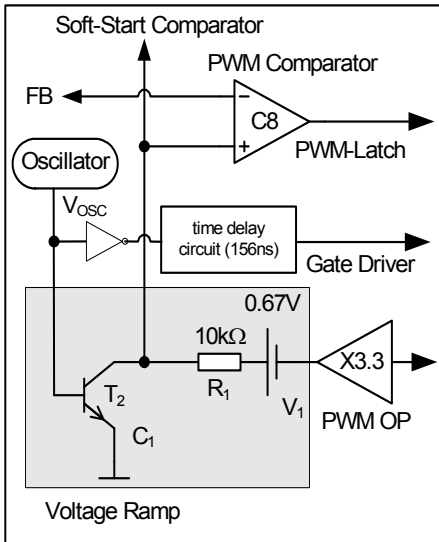 Soft-Start Comparator
PWM Comparator
FB
−
C8
+
PWM-Latch
Oscillator
VOSC
time delay
circuit (156ns)
Gate Driver
0.67V
10kΩ
X3.3
T2
R1
V1
PWM OP
C1
Voltage Ramp